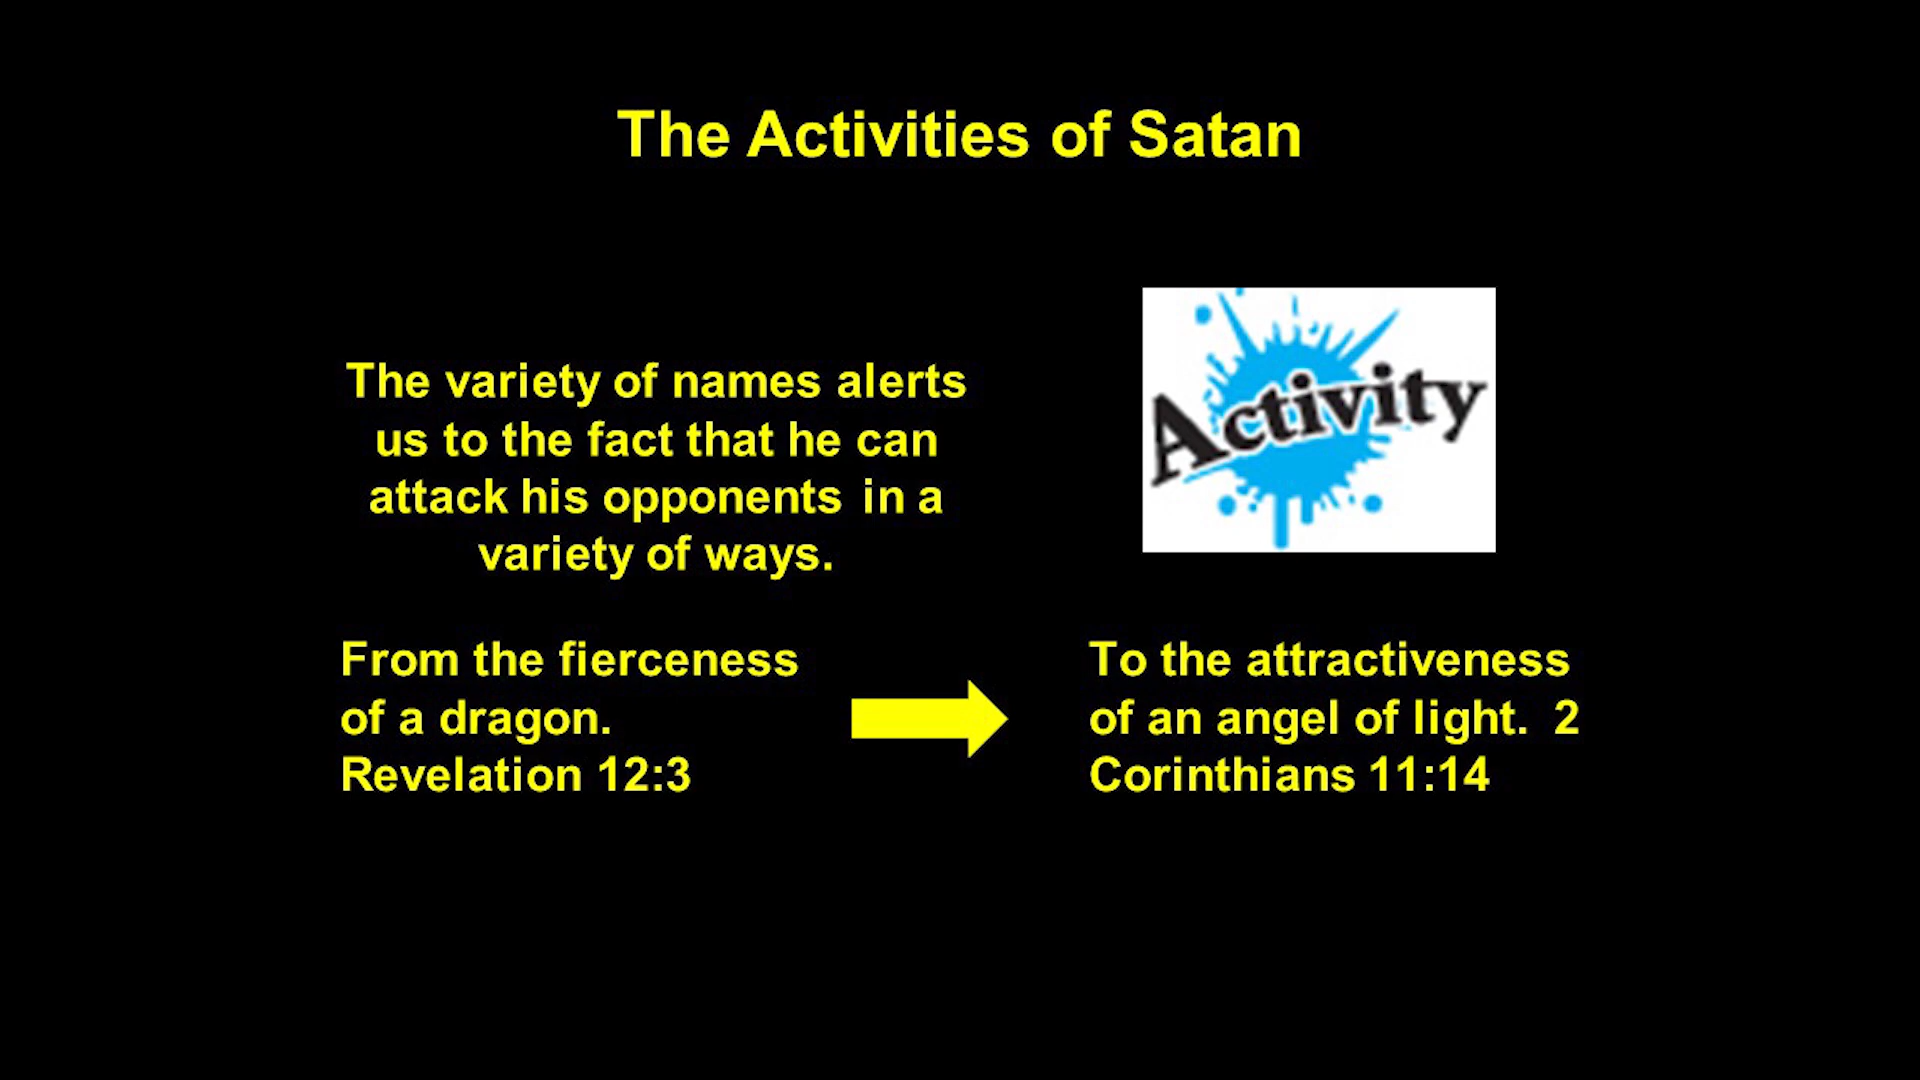 The Activities of Satan
The variety of names alerts
us to the fact that he can
attack his opponents in a
variety of ways.
Activity
From the fierceness
of a dragon.
Revelation 12:3
To the attractiveness
of an angel of light. 2
Corinthians 11:14